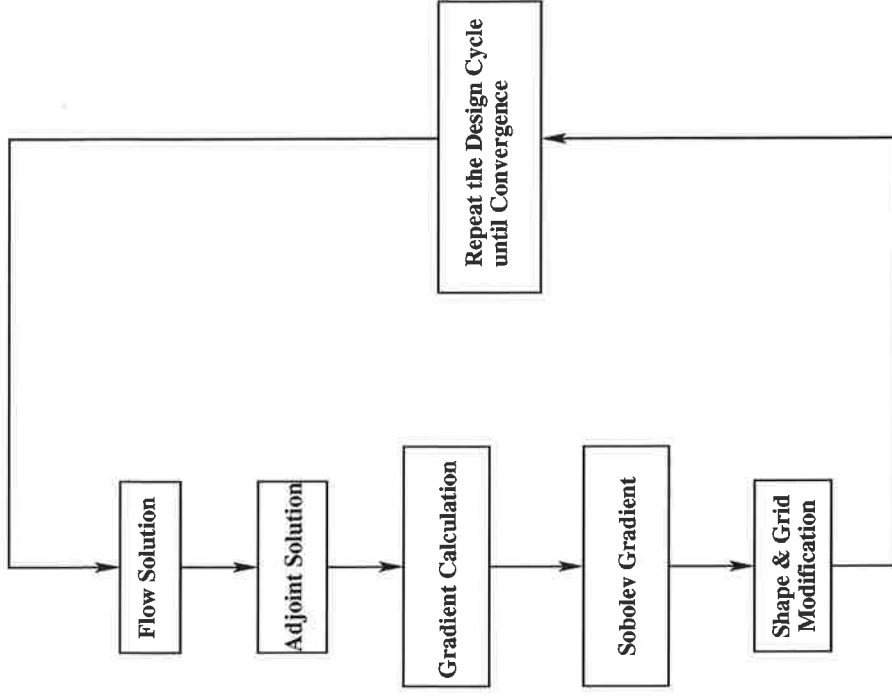 Flow Solution
Adjoint Solution
Gradient Calculation
Sobolev Gradient
Shape & Grid
Modification
Repeat the Design Cycle
until Convergence